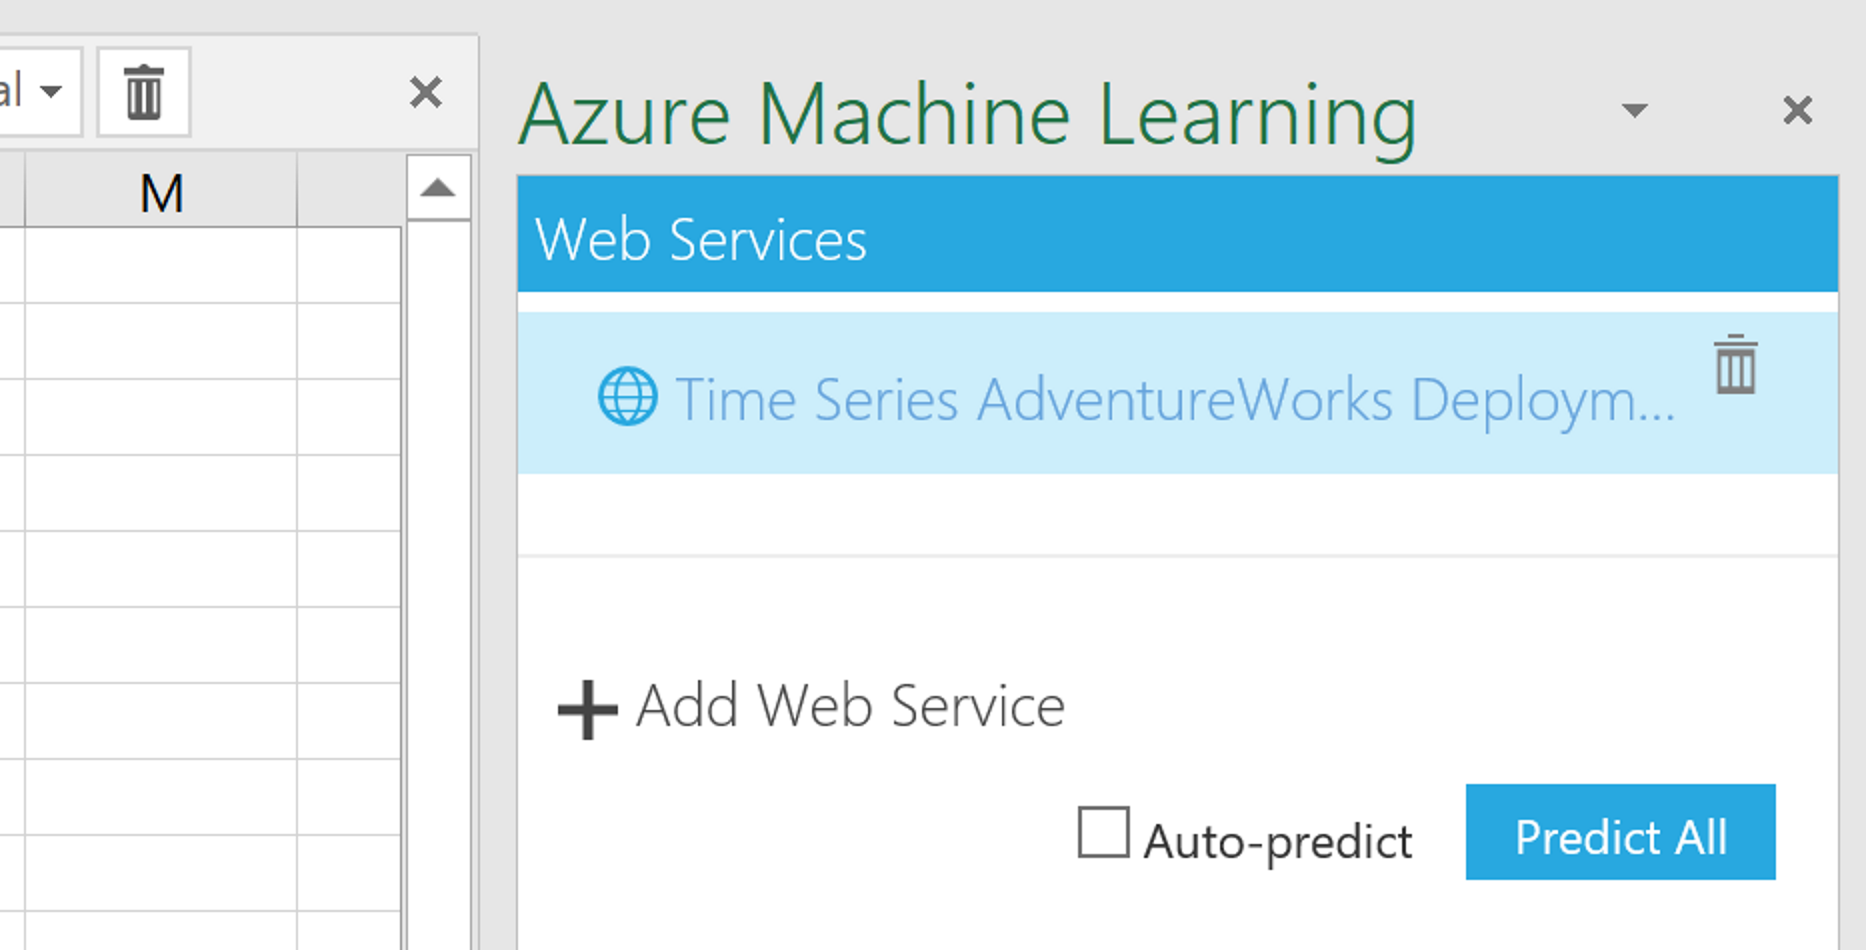 al
M
Azure Machine Learning
Web Services
Time Series AdventureWorks Deploym...
Add Web Service
Auto-predict
Predict All